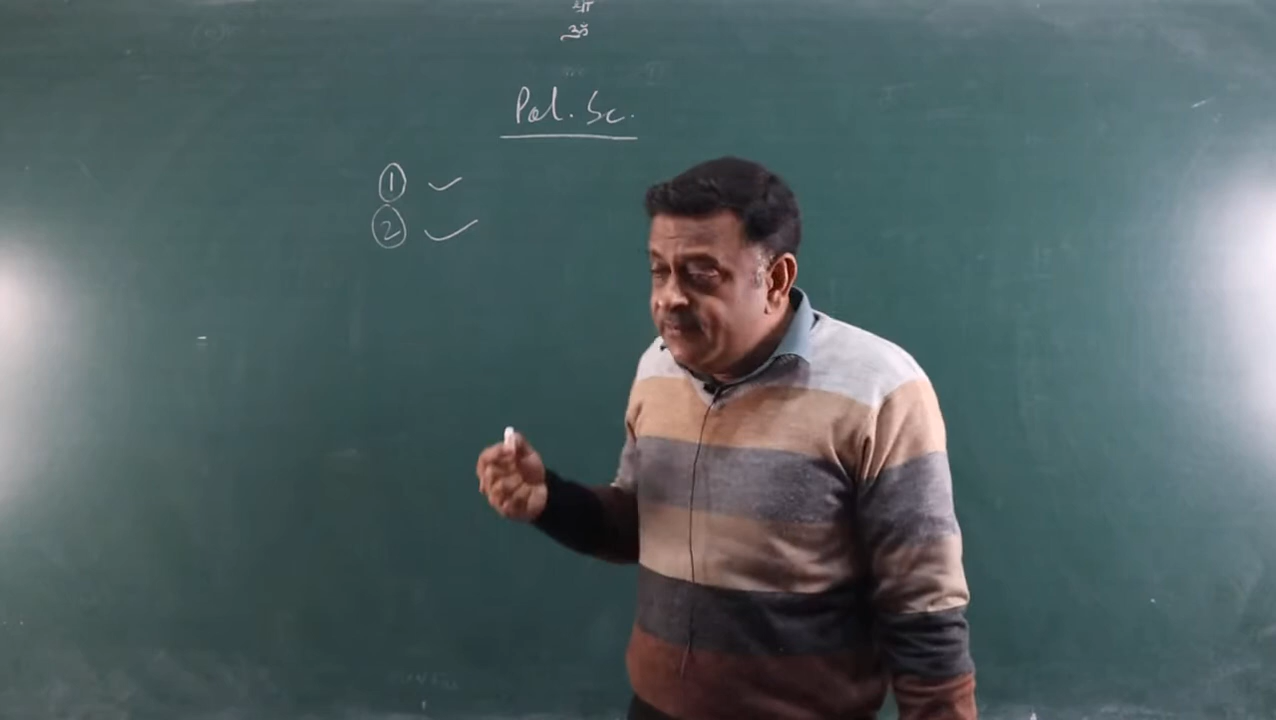 श्री
ॐ
Pol. Sc.
① ✓
② ✓